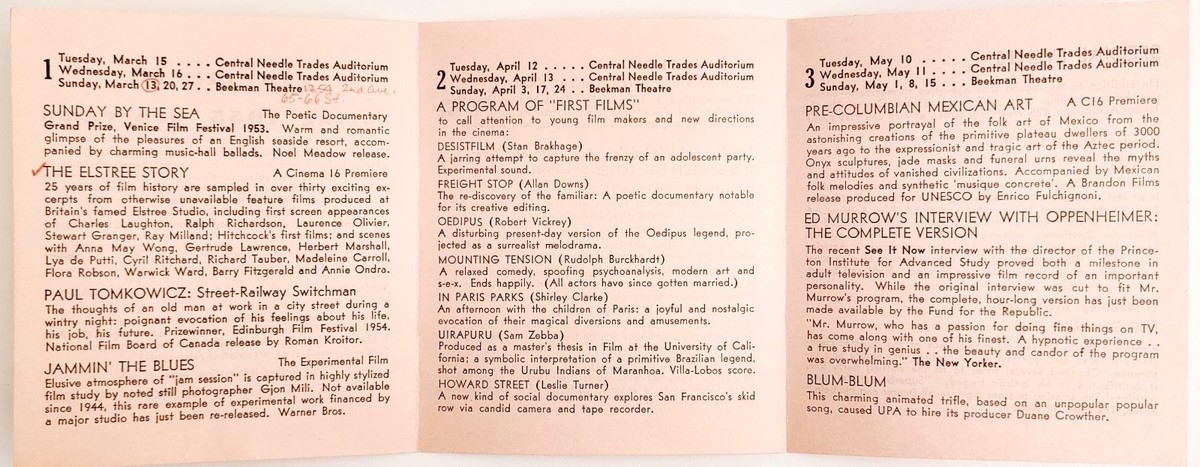 1 Tuesday, March 15 . . . . Central Needle Trades Auditorium
Wednesday, March 16 . . . Central Needle Trades Auditorium
Sunday, March 13, 20, 27 . . Beekman Theatre 1254 2nd Ave.
65-66 St.
SUNDAY BY THE SEA The Poetic Documentary
Grand Prize, Venice Film Festival 1953. Warm and romantic
glimpse of the pleasures of an English seaside resort, accom-
panied by charming music-hall ballads. Noel Meadow release.
THE ELSTREE STORY A Cinema 16 Premiere
25 years of film history are sampled in over thirty exciting ex-
cerpts from otherwise unavailable feature films produced at
Britain's famed Elstree Studio, including first screen appearances
of Charles Laughton, Ralph Richardson, Laurence Olivier,
Stewart Granger, Ray Milland; Hitchcock's first films; and scenes
with Anna May Wong, Gertrude Lawrence, Herbert Marshall,
Lya de Putti, Cyril Ritchard, Richard Tauber, Madeleine Carroll,
Flora Robson, Warwick Ward, Barry Fitzgerald and Annie Ondra.
PAUL TOMKOWICZ: Street-Railway Switchman
The thoughts of an old man at work in a city street during a
wintry night: poignant evocation of his feelings about his life,
his job, his future. Prizewinner, Edinburgh Film Festival 1954.
National Film Board of Canada release by Roman Kroitor.
JAMMIN' THE BLUES The Experimental Film
Elusive atmosphere of "jam session" is captured in highly stylized
film study by noted still photographer Gjon Mili. Not available
since 1944, this rare example of experimental work financed by
a major studio has just been re-released. Warner Bros.
2 Tuesday, April 12 . . . . . Central Needle Trades Auditorium
Wednesday, April 13 . . . Central Needle Trades Auditorium
Sunday, April 3, 17, 24 . . Beekman Theatre
A PROGRAM OF "FIRST FILMS"
to call attention to young film makers and new directions
in the cinema:
DESISTFILM (Stan Brakhage)
A jarring attempt to capture the frenzy of an adolescent party.
Experimental sound.
FREIGHT STOP (Allan Downs)
The re-discovery of the familiar: A poetic documentary notable
for its creative editing.
OEDIPUS (Robert Vickrey)
A disturbing present-day version of the Oedipus legend, pro-
jected as a surrealist melodrama.
MOUNTING TENSION (Rudolph Burckhardt)
A relaxed comedy, spoofing psychoanalysis, modern art and
s-e-x. Ends happily. (All actors have since gotten married.)
IN PARIS PARKS (Shirley Clarke)
An afternoon with the children of Paris: a joyful and nostalgic
evocation of their magical diversions and amusements.
UIRAPURU (Sam Zebba)
Produced as a master's thesis in Film at the University of Cali-
fornia; a symbolic interpretation of a primitive Brazilian legend,
shot among the Urubu Indians of Maranhoa. Villa-Lobos score.
HOWARD STREET (Leslie Turner)
A new kind of social documentary explores San Francisco's skid
row via candid camera and tape recorder.
3 Tuesday, May 10 . . . . . Central Needle Trades Auditorium
Wednesday, May 11 . . . . Central Needle Trades Auditorium
Sunday, May 1, 8, 15 . . . Beekman Theatre
PRE-COLUMBIAN MEXICAN ART A C16 Premiere
An impressive portrayal of the folk art of Mexico from the
astonishing creations of the primitive plateau dwellers of 3000
years ago to the expressionist and tragic art of the Aztec period.
Onyx sculptures, jade masks and funeral urns reveal the myths
and attitudes of vanished civilizations. Accompanied by Mexican
folk melodies and synthetic 'musique concrete'. A Brandon Films
release produced for UNESCO by Enrico Fulchignoni.
ED MURROW'S INTERVIEW WITH OPPENHEIMER:
THE COMPLETE VERSION
The recent See It Now interview with the director of the Prince-
ton Institute for Advanced Study proved both a milestone in
adult television and an impressive film record of an important
personality. While the original interview was cut to fit Mr.
Murrow's program, the complete, hour-long version has just been
made available by the Fund for the Republic.
"Mr. Murrow, who has a passion for doing fine things on TV,
has come along with one of his finest. A hypnotic experience . .
a true study in genius . . the beauty and candor of the program
was overwhelming." The New Yorker.
BLUM-BLUM
This charming animated trifle, based on an unpopular popular
song, caused UPA to hire its producer Duane Crowther.